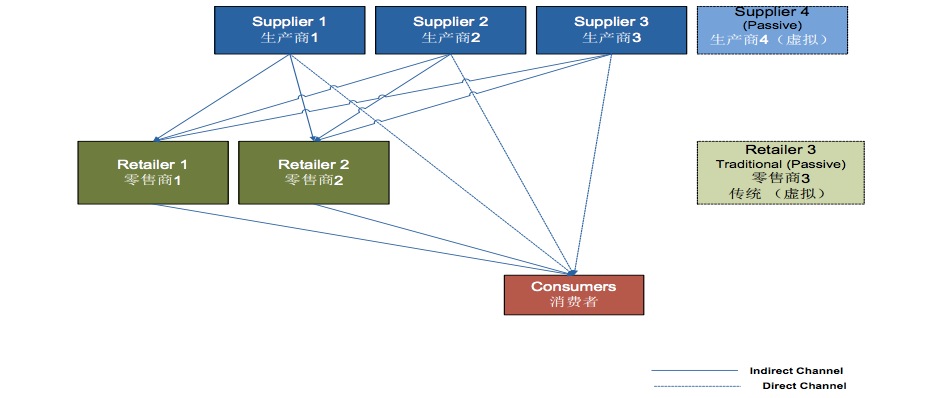 Supplier 1
生产商1
Supplier 2
生产商2
Supplier 3
生产商3
Supplier 4
(Passive)
生产商4（虚拟）
Retailer 1
零售商1
Retailer 2
零售商2
Retailer 3
Traditional (Passive)
零售商3
传统 （虚拟）
Consumers
消费者
Indirect Channel
Direct Channel